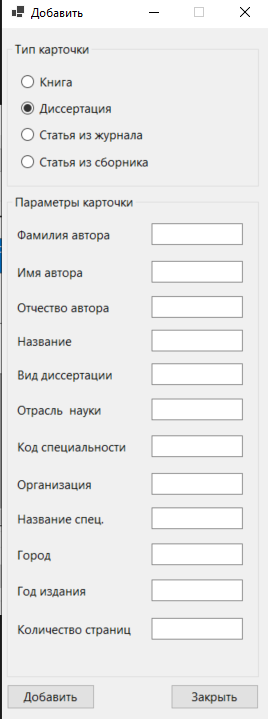 Добавить
Тип карточки
Книга
Диссертация
Статья из журнала
Статья из сборника
Параметры карточки
Фамилия автора
Имя автора
Отчество автора
Название
Вид диссертации
Отрасль науки
Код специальности
Организация
Название спец.
Город
Год издания
Количество страниц
Добавить Закрыть